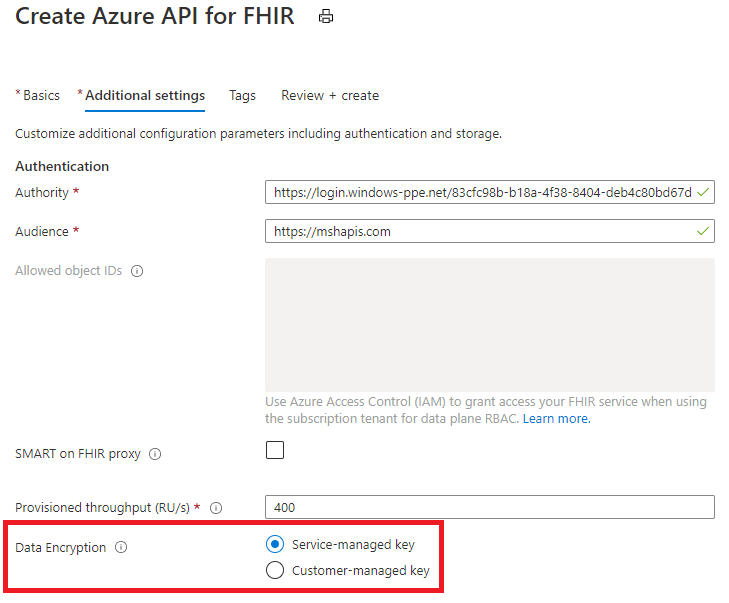 Create Azure API for FHIR
* Basics * Additional settings Tags Review + create
Customize additional configuration parameters including authentication and storage.
Authentication
Authority * https://login.windows-ppe.net/83cfc98b-b18a-4f38-8404-deb4c80bd67d
Audience * https://mshapis.com
Allowed object IDs
Use Azure Access Control (IAM) to grant access your FHIR service when using
the subscription tenant for data plane RBAC. Learn more.
SMART on FHIR proxy
Provisioned throughput (RU/s) * 400
Data Encryption Service-managed key
Customer-managed key